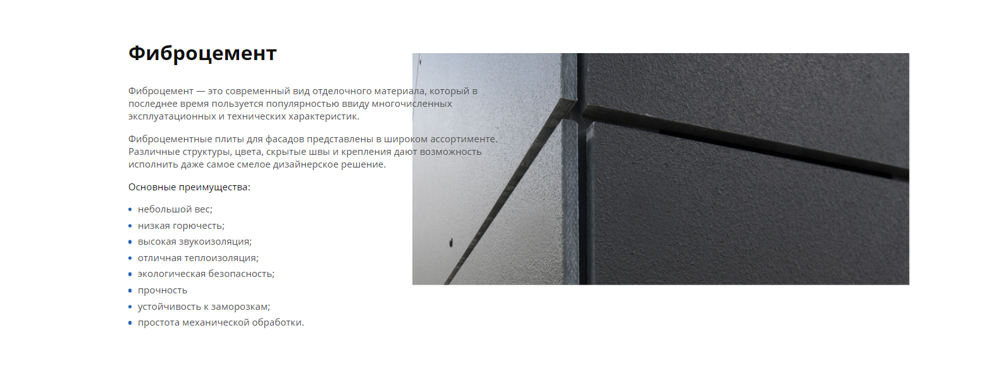 Фиброцемент
Фиброцемент — это современный вид отделочного материала, который в
последнее время пользуется популярностью ввиду многочисленных
эксплуатационных и технических характеристик.
Фиброцементные плиты для фасадов представлены в широком ассортименте.
Различные структуры, цвета, скрытые швы и крепления дают возможность
исполнить даже самое смелое дизайнерское решение.
Основные преимущества:
небольшой вес;
низкая горючесть;
высокая звукоизоляция;
отличная теплоизоляция;
экологическая безопасность;
прочность
устойчивость к заморозкам;
простота механической обработки.